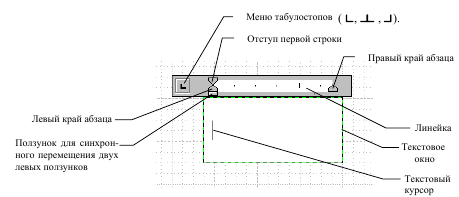 Меню табулостопов ( , , ).
Отступ первой строки
Правый край абзаца
Левый край абзаца
Линейка
Ползунок для синхрон-
ного перемещения двух
левых ползунков
Текстовое
окно
Текстовый
курсор